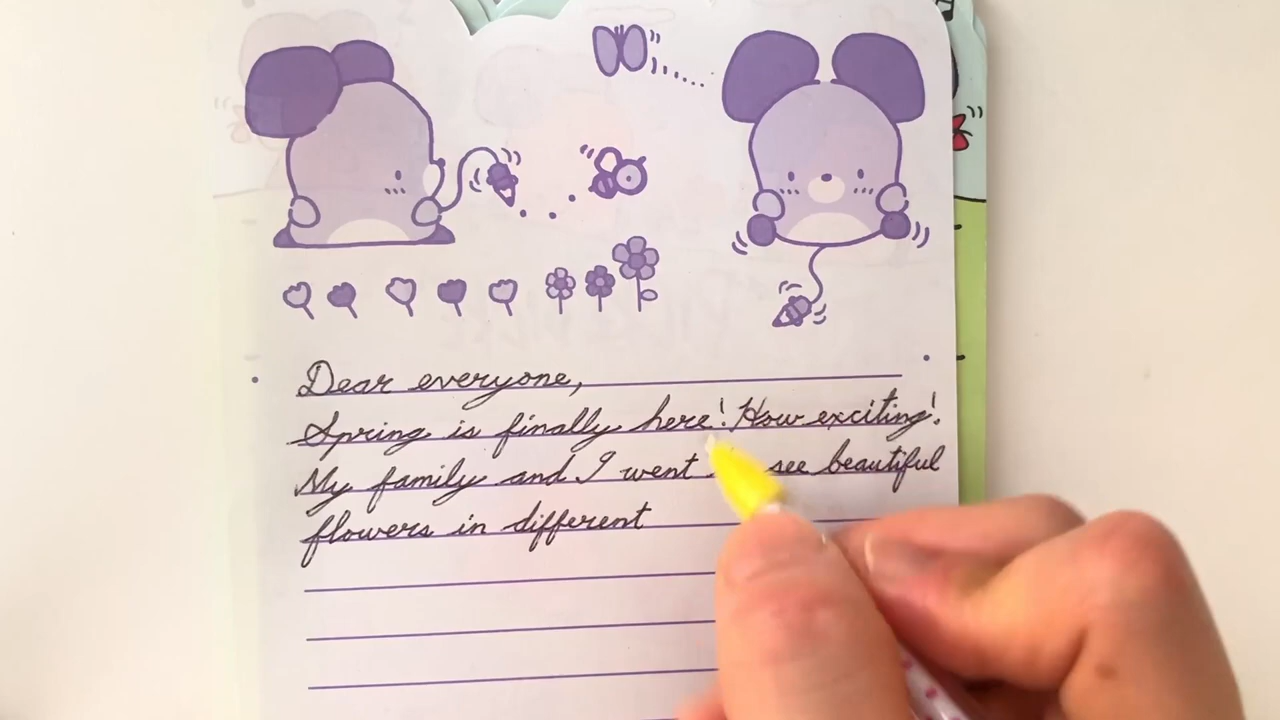 Dear everyone,
Spring is finally here! How exciting!
My family and I went see beautiful
flowers in different